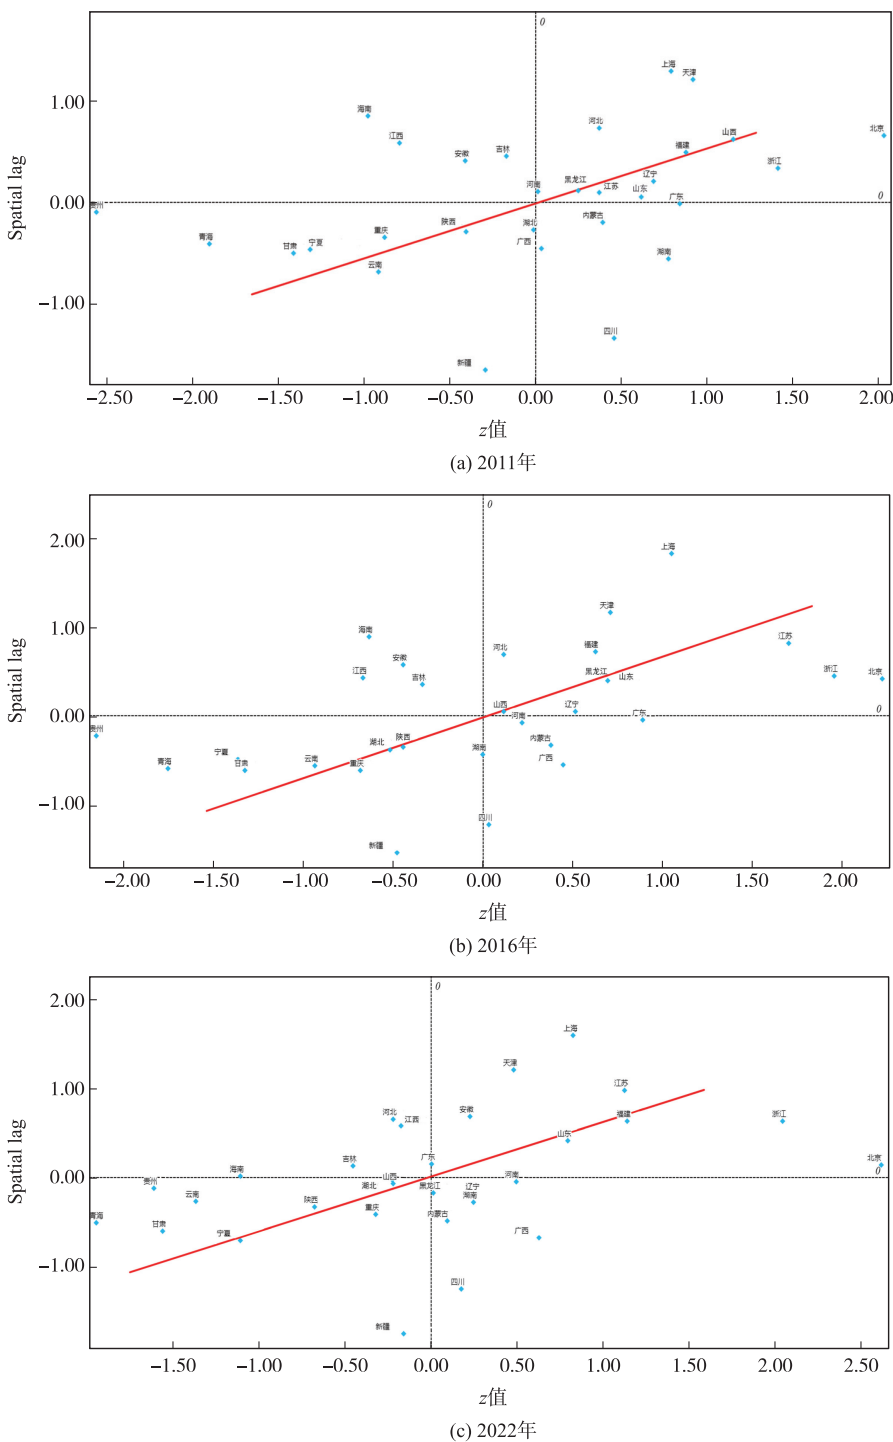 0
上海
天津
1.00
海南
河北
北京
江西
山西
安徽
吉林
福建
浙江
黑龙江
辽宁
河南
江苏
山东
广东
0
0.00
贵州
Spatial lag
陕西
湖北
内蒙古
青海
重庆
甘肃
宁夏
广西
湖南
云南
−1.00
四川
新疆
−2.50 −2.00 −1.50 −1.00 −0.50 0.00 0.50 1.00 1.50 2.00
z值
(a) 2011年
0
2.00
上海
天津
1.00
海南
江苏
安徽
河北
福建
江西
吉林
黑龙江
山东
浙江
北京
山西
辽宁
河南
广东
0
0.00
Spatial lag
贵州
湖北
陕西
湖南
内蒙古
宁夏
青海
甘肃
云南
重庆
广西
−1.00
四川
新疆
−2.00 −1.50 −1.00 −0.50 0.00 0.50 1.00 1.50 2.00
z值
(b) 2016年
0
2.00
上海
天津
1.00
江苏
河北
江西
安徽
福建
浙江
山东
吉林
广东
北京
海南
山西
河南
0
0.00
Spatial lag
贵州
云南
湖北
黑龙江
辽宁
陕西
湖南
青海
甘肃
重庆
内蒙古
宁夏
广西
−1.00
四川
新疆
−1.50 −1.00 −0.50 0.00 0.50 1.00 1.50 2.00 2.50
z值
(c) 2022年